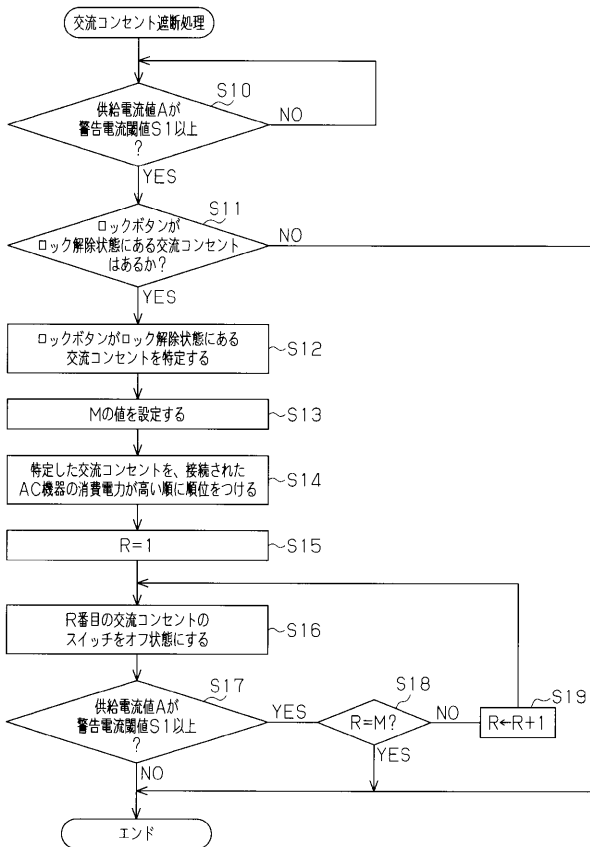 交流コンセント遮断処理
S10
供給電流値Aが
警告電流閾値S1以上
?
NO
YES
S11
ロックボタンが
ロック解除状態にある交流コンセント
はあるか?
NO
YES
ロックボタンがロック解除状態にある
交流コンセントを特定する
S12
Mの値を設定する
S13
特定した交流コンセントを、接続された
AC機器の消費電力が高い順に順位をつける
S14
R=1
S15
R番目の交流コンセントの
スイッチをオフ状態にする
S16
S17
供給電流値Aが
警告電流閾値S1以上
?
YES
NO
S18
R=M?
NO
YES
S19
R←R+1
エンド